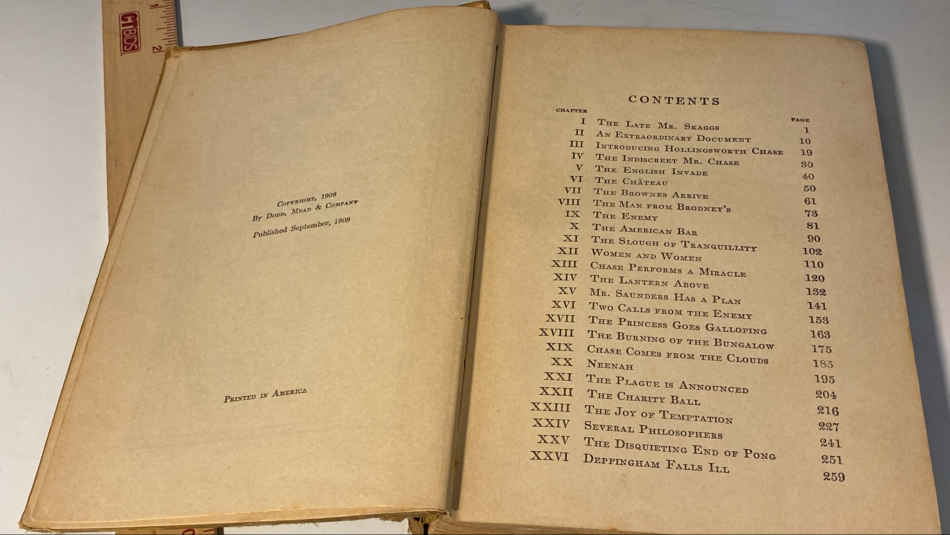 CTBOS
2
COPYRIGHT, 1908
BY DODD, MEAD & COMPANY
Published September, 1908
PRINTED IN AMERICA
CONTENTS
CHAPTER PAGE
I THE LATE MR. SKAGGS 1
II AN EXTRAORDINARY DOCUMENT 10
III INTRODUCING HOLLINGSWORTH CHASE 19
IV THE INDISCREET MR. CHASE 30
V THE ENGLISH INVADE 40
VI THE CHÂTEAU 50
VII THE BROWNES ARRIVE 61
VIII THE MAN FROM BRODNEY'S 73
IX THE ENEMY 81
X THE AMERICAN BAR 90
XI THE SLOUGH OF TRANQUILLITY 102
XII WOMEN AND WOMEN 110
XIII CHASE PERFORMS A MIRACLE 120
XIV THE LANTERN ABOVE 132
XV MR. SAUNDERS HAS A PLAN 141
XVI TWO CALLS FROM THE ENEMY 153
XVII THE PRINCESS GOES GALLOPING 163
XVIII THE BURNING OF THE BUNGALOW 175
XIX CHASE COMES FROM THE CLOUDS 185
XX NEENAH 195
XXI THE PLAGUE IS ANNOUNCED 204
XXII THE CHARITY BALL 216
XXIII THE JOY OF TEMPTATION 227
XXIV SEVERAL PHILOSOPHERS 241
XXV THE DISQUIETING END OF PONG 251
XXVI DEPPINGHAM FALLS ILL 259